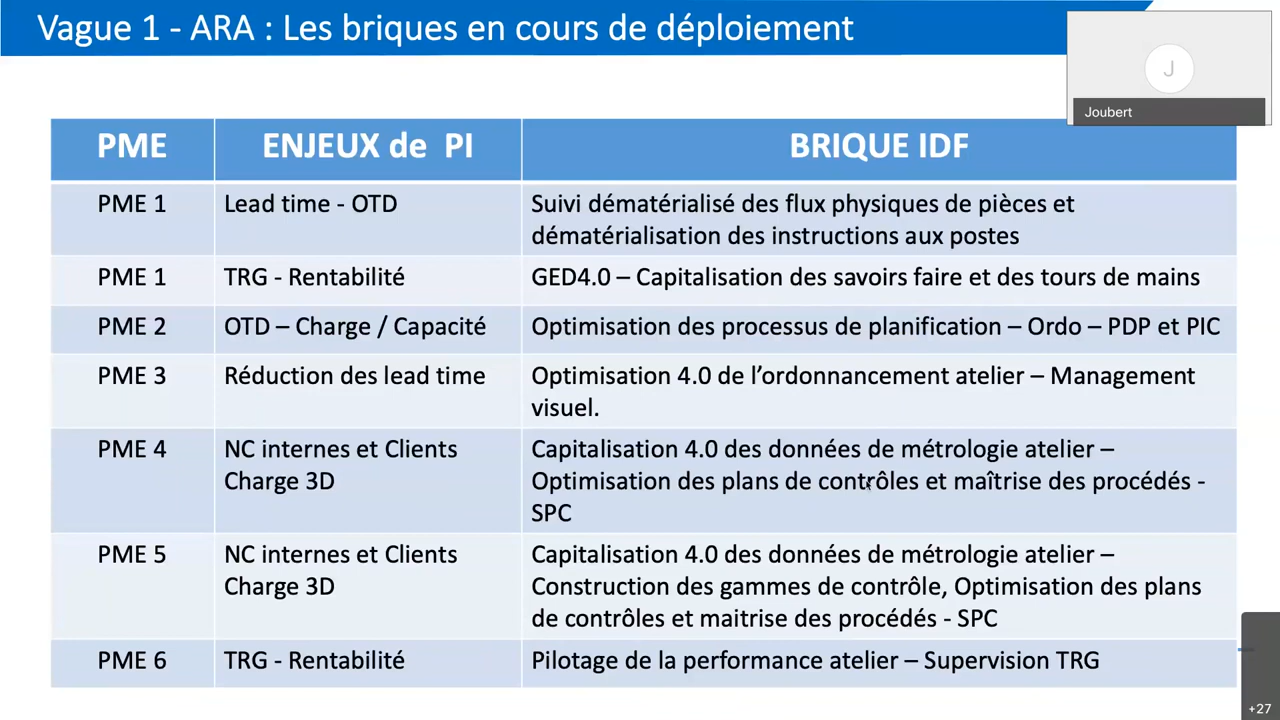 Vague 1 - ARA : Les briques en cours de déploiement
J
Joubert
PME ENJEUX de PI BRIQUE IDF
PME 1 Lead time - OTD Suivi dématérialisé des flux physiques de pièces et
dématérialisation des instructions aux postes
PME 1 TRG - Rentabilité GED4.0 – Capitalisation des savoirs faire et des tours de mains
PME 2 OTD – Charge / Capacité Optimisation des processus de planification – Ordo – PDP et PIC
PME 3 Réduction des lead time Optimisation 4.0 de l’ordonnancement atelier – Management
visuel.
PME 4 NC internes et Clients Capitalisation 4.0 des données de métrologie atelier –
Charge 3D Optimisation des plans de contrôles et maîtrise des procédés -
SPC
PME 5 NC internes et Clients Capitalisation 4.0 des données de métrologie atelier –
Charge 3D Construction des gammes de contrôle, Optimisation des plans
de contrôles et maitrise des procédés - SPC
PME 6 TRG - Rentabilité Pilotage de la performance atelier – Supervision TRG
+27